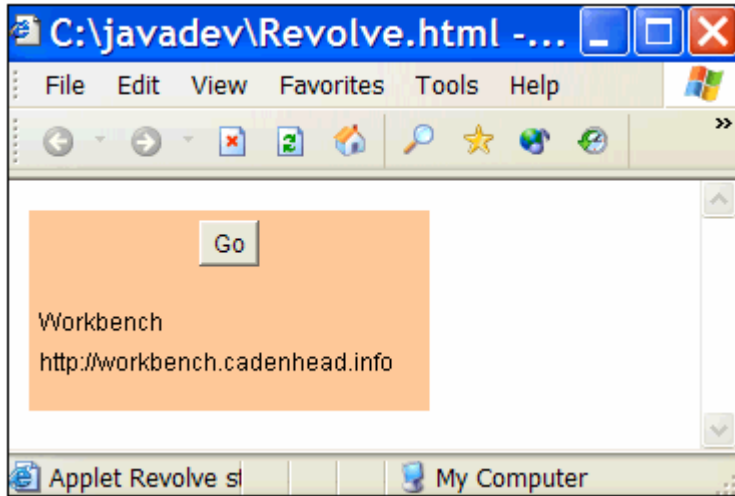 C:\javadev\Revolve.html -...
File Edit View Favorites Tools Help
Go
Workbench
http://workbench.cadenhead.info
Applet Revolve st My Computer